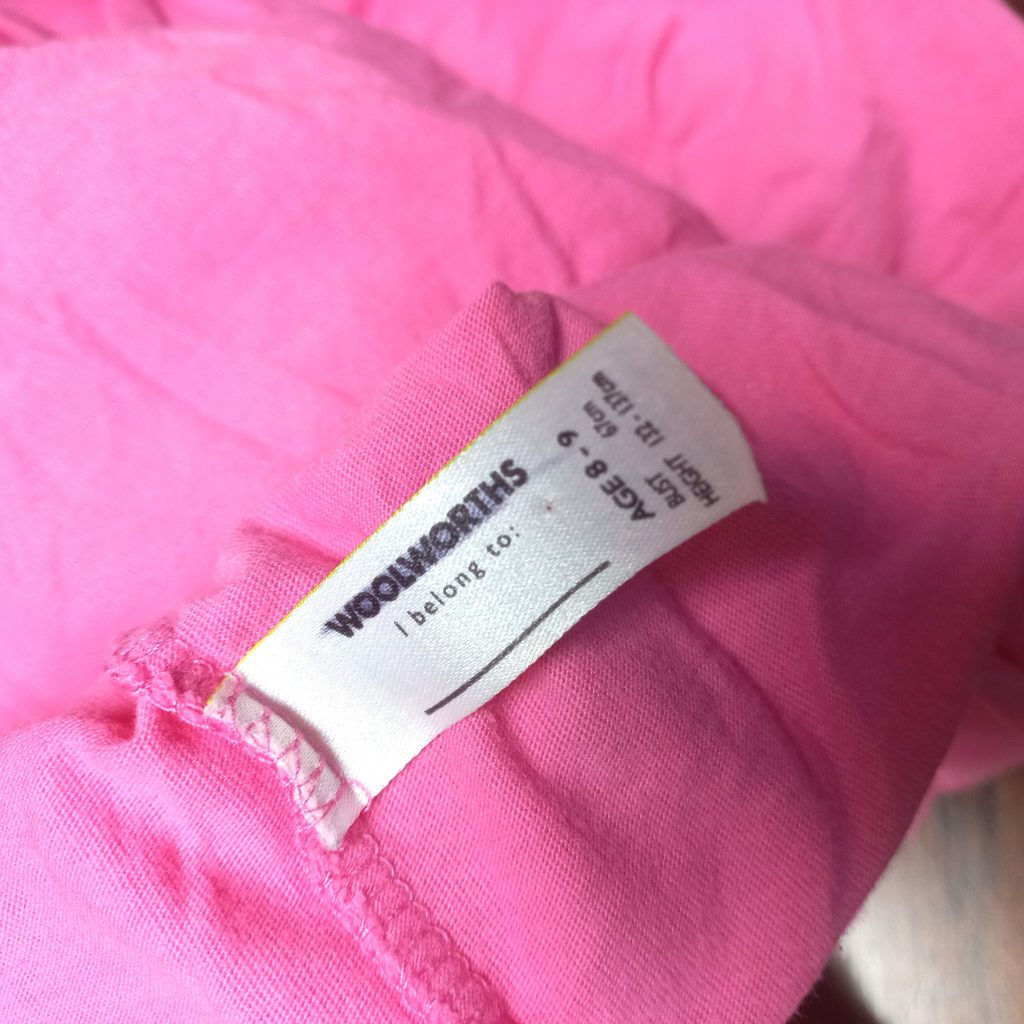 WOOLWORTHS
I belong to:
AGE 8 - 9
BUST 67cm
HEIGHT 132 - 137cm